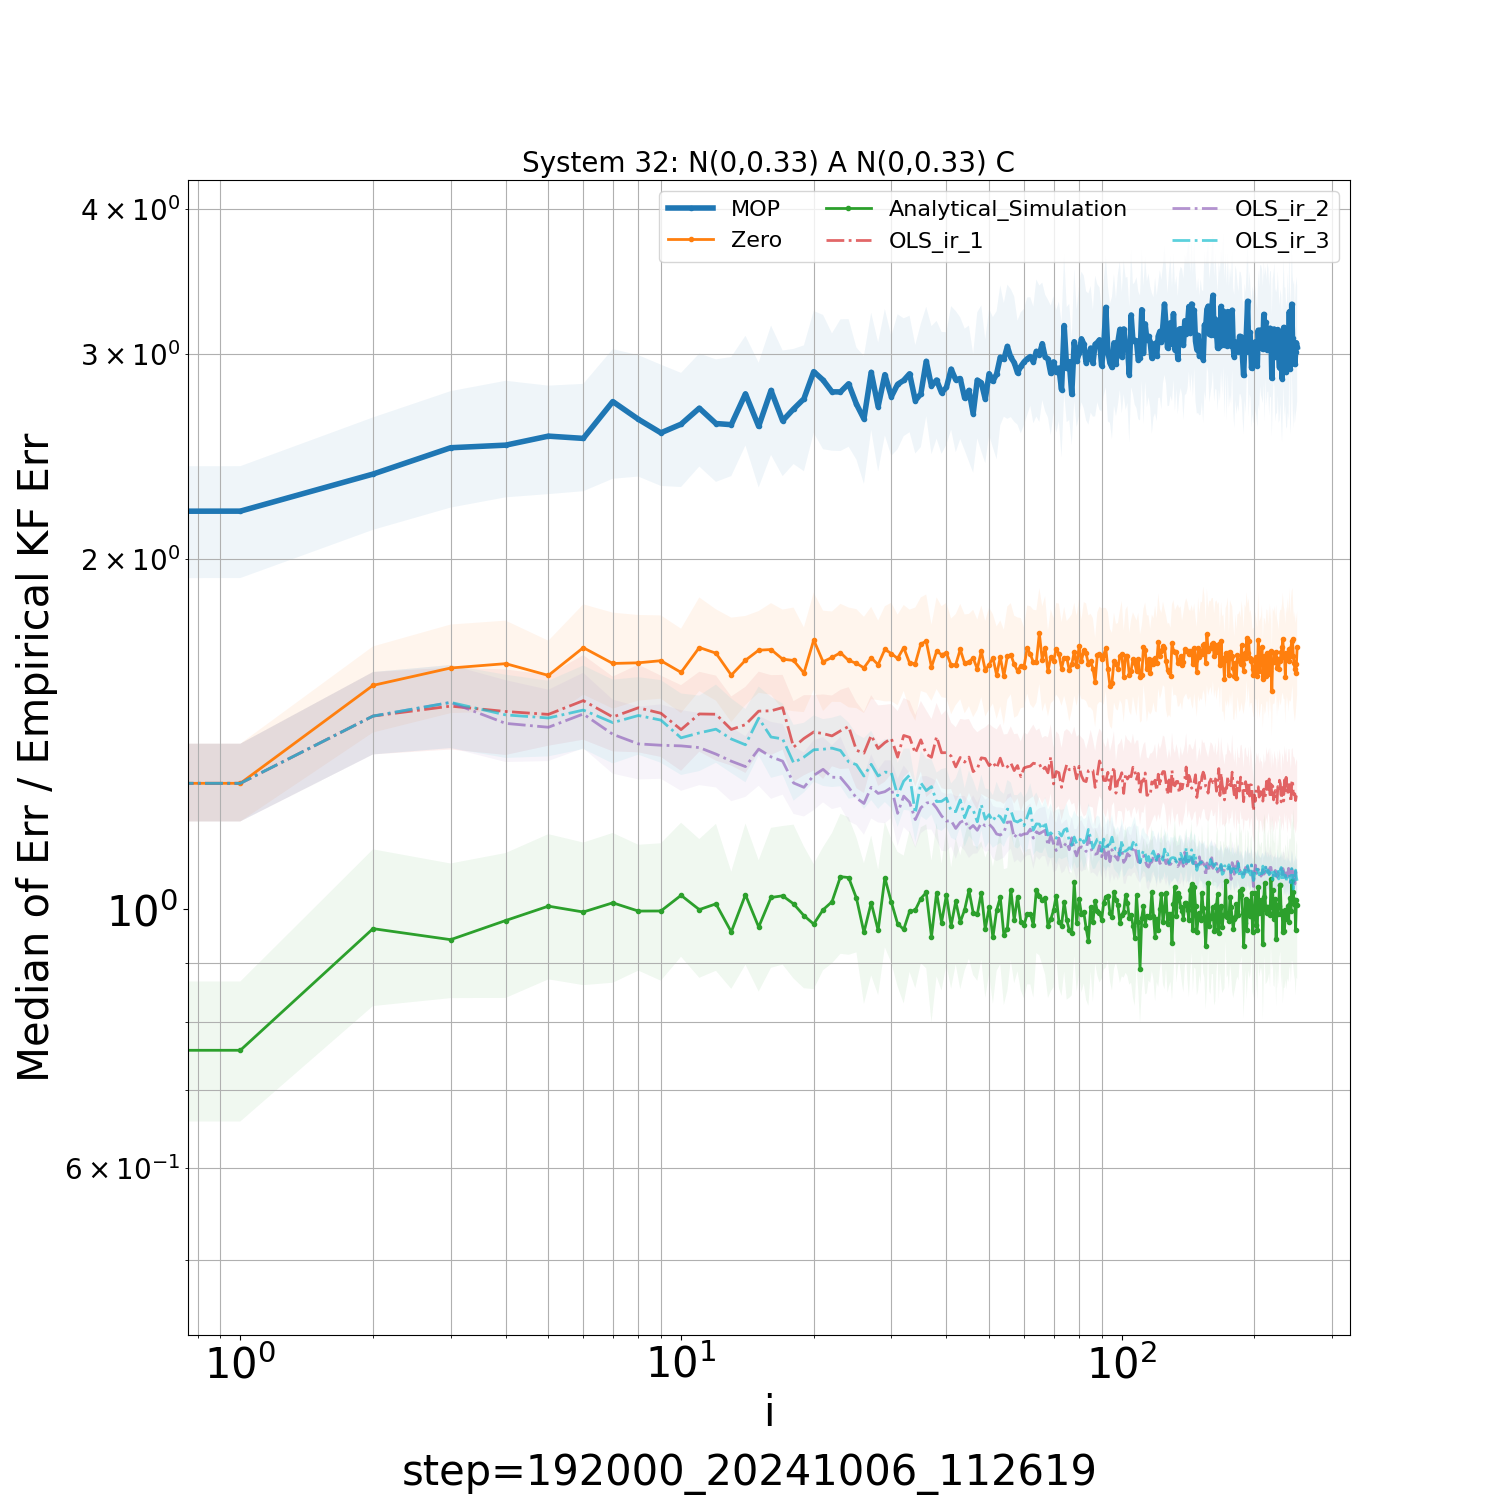 System 32: N(0,0.33) A N(0,0.33) C
MOP
Zero
Analytical_Simulation
OLS_ir_1
OLS_ir_2
OLS_ir_3
4 × 10⁰
3 × 10⁰
2 × 10⁰
10⁰
6 × 10⁻¹
Median of Err / Empirical KF Err
10⁰ 10¹ 10²
i
step=192000_20241006_112619